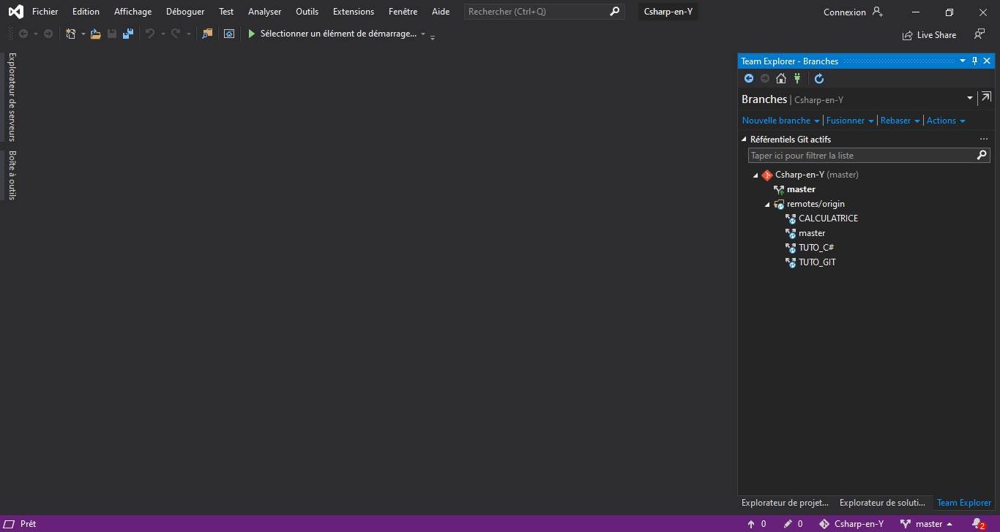 Fichier Edition Affichage Déboguer Test Analyser Outils Extensions Fenêtre Aide Rechercher (Ctrl+Q) Csharp-en-Y Connexion
Sélectionner un élément de démarrage... Live Share
Explorateur de serveurs
Boîte à outils
Team Explorer - Branches
Branches | Csharp-en-Y
Nouvelle branche Fusionner Rebaser Actions
Référentiels Git actifs
Taper ici pour filtrer la liste
Csharp-en-Y (master)
master
remotes/origin
CALCULATRICE
master
TUTO_C#
TUTO_GIT
Explorateur de projet... Explorateur de soluti... Team Explorer
Prêt 0 0 Csharp-en-Y master 2